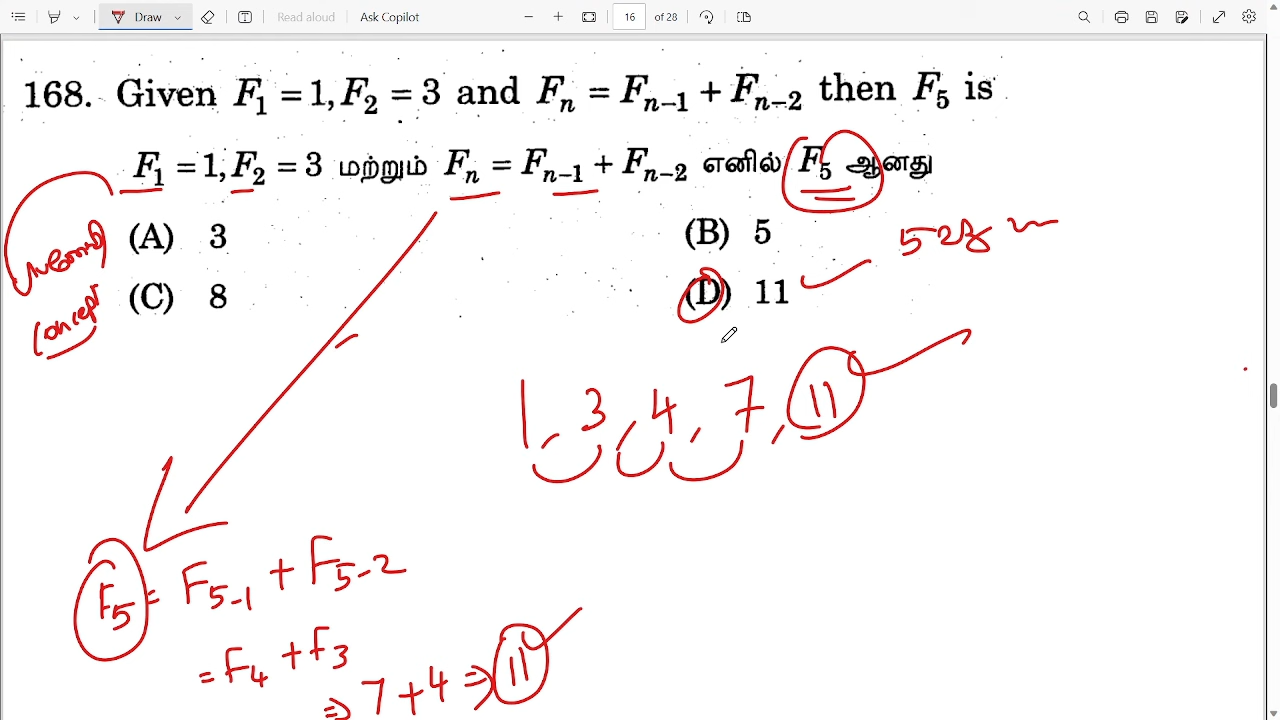 Draw
Read aloud
Ask Copilot
16 of 28
168. Given F₁ = 1, F₂ = 3 and Fₙ = Fₙ₋₁ + Fₙ₋₂ then F₅ is
F₁ = 1, F₂ = 3 மற்றும் Fₙ = Fₙ₋₁ + Fₙ₋₂ எனில் F₅ ஆனது
(A) 3
(B) 5
(C) 8
(D) 11
concept
1, 3, 4, 7, 11
F₅ = F₅₋₁ + F₅₋₂
= F₄ + F₃
⇒ 7 + 4 ⇒ 11